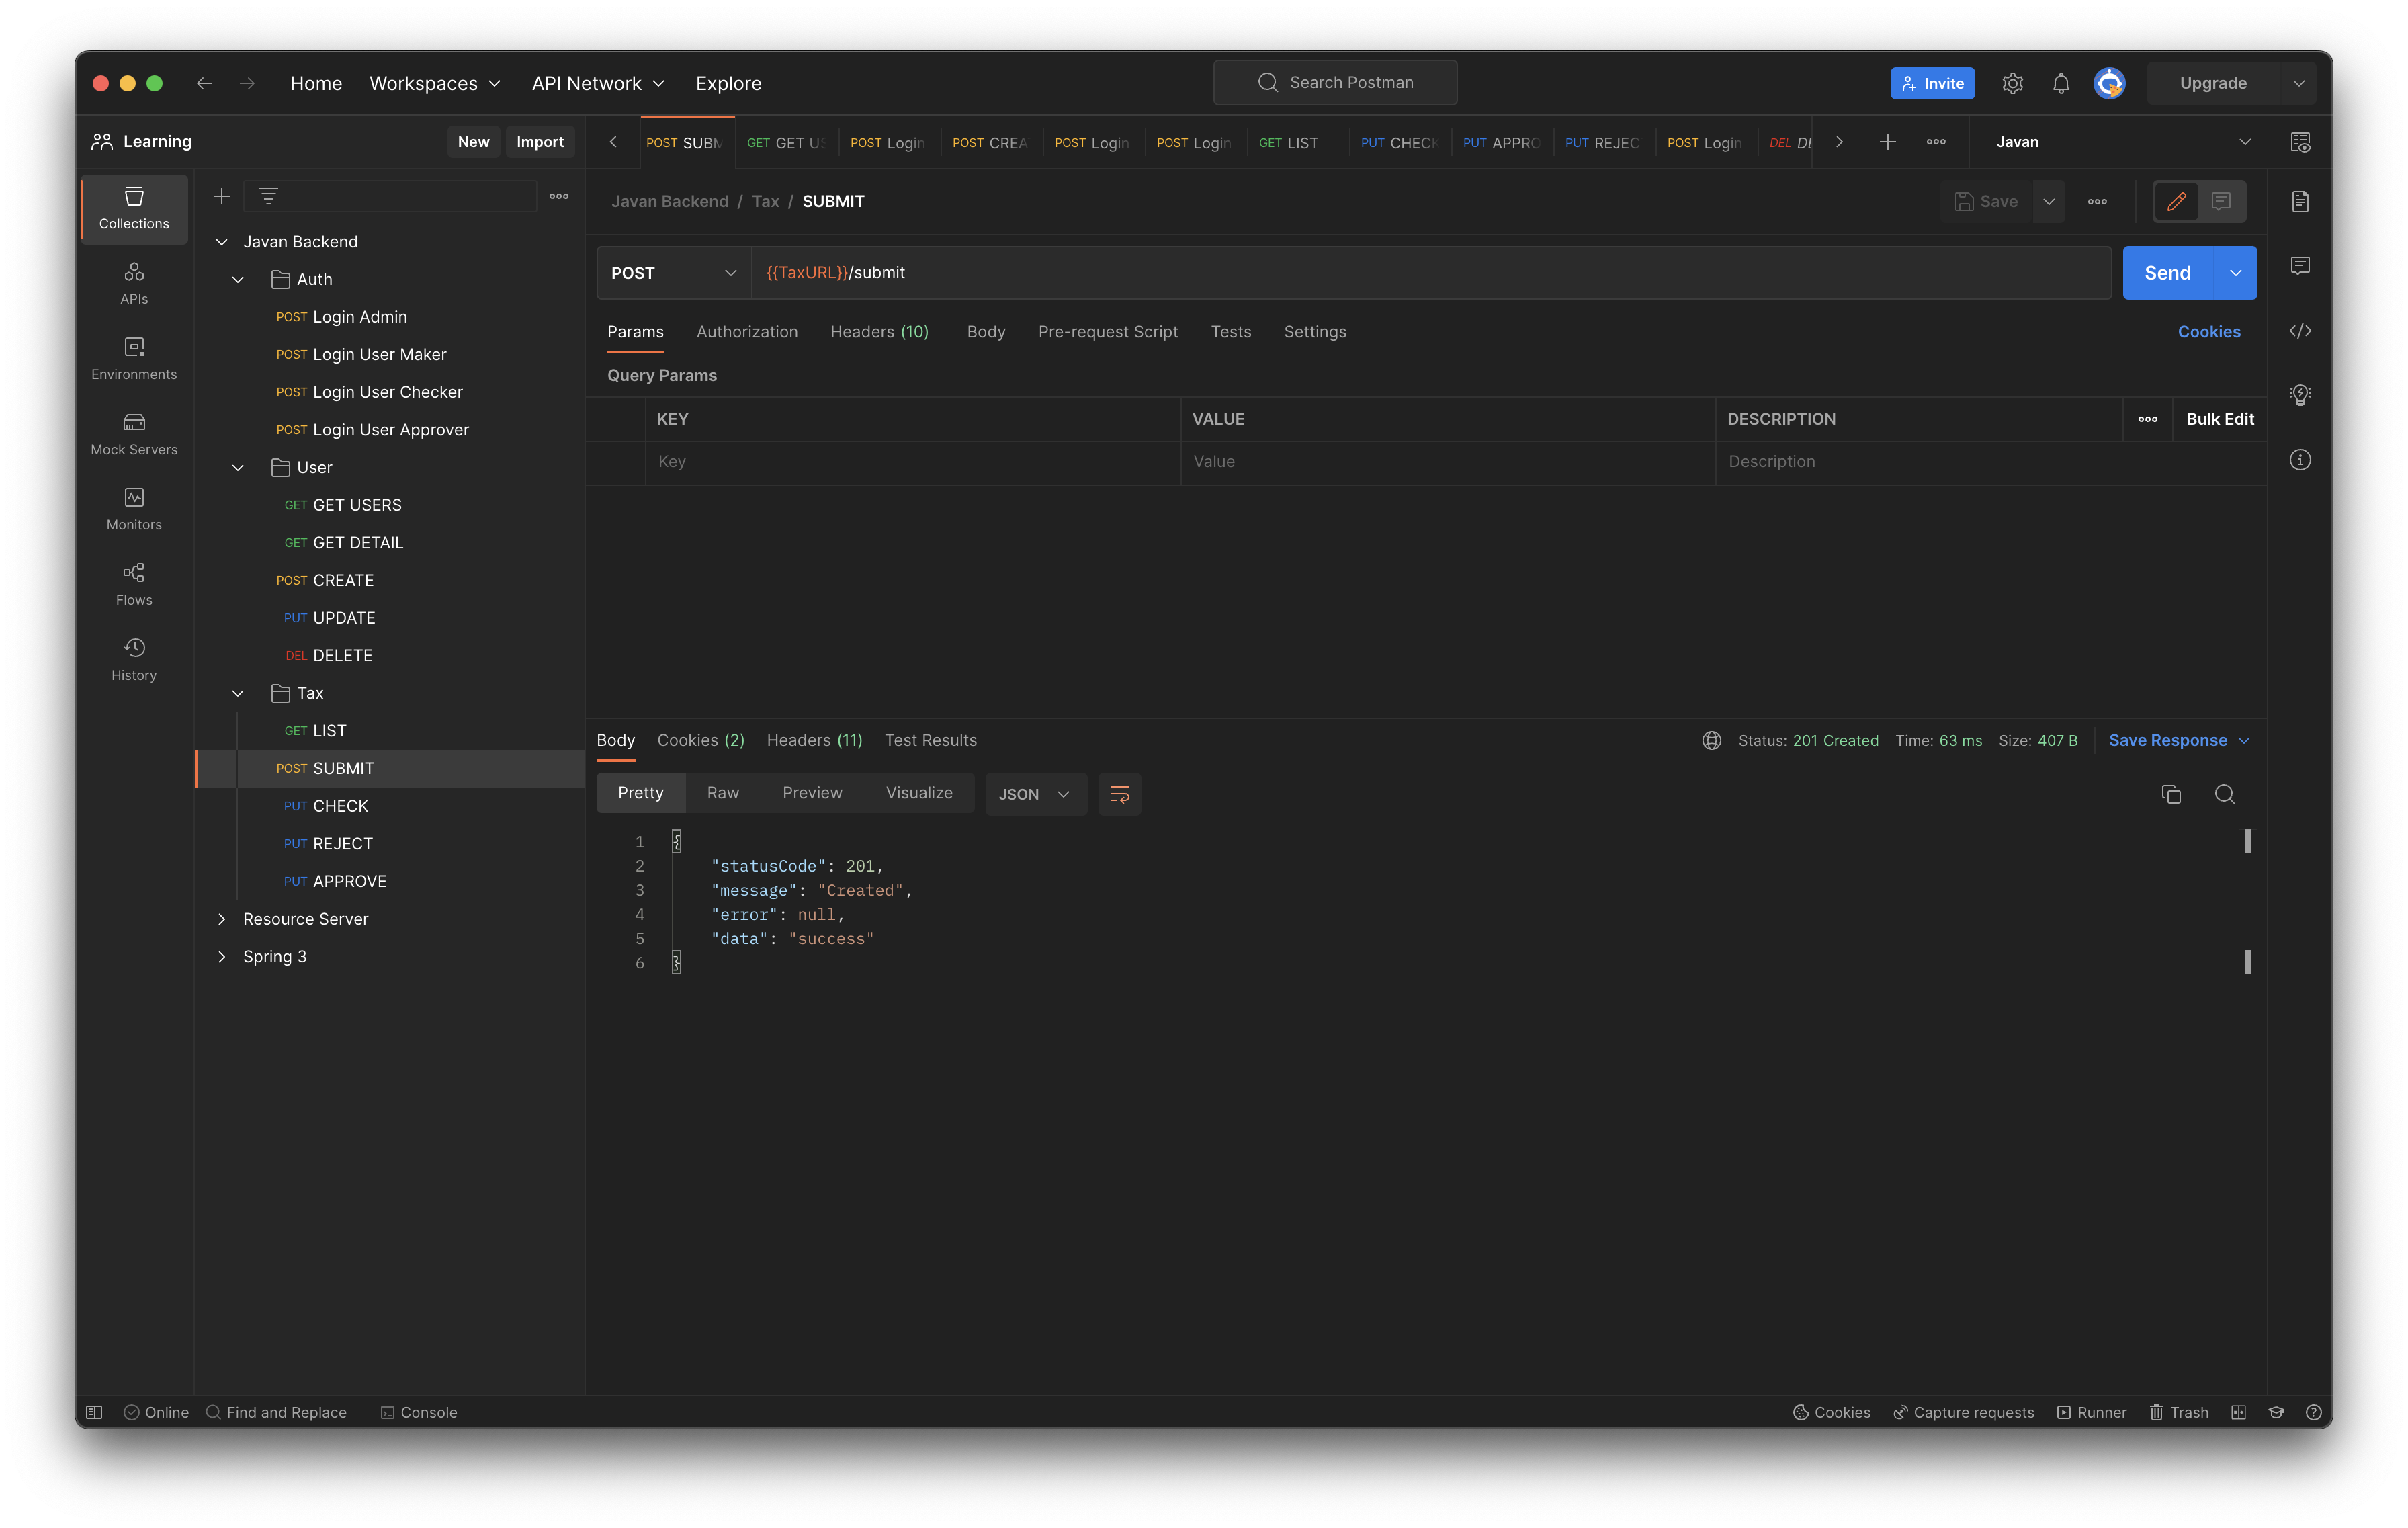 Home Workspaces API Network Explore Search Postman Invite Upgrade
Learning New Import
POST SUBM GET GET US POST Login POST CREA POST Login POST Login GET LIST PUT CHECK PUT APPRO PUT REJEC POST Login DEL DE Javan
Collections
APIs
Environments
Mock Servers
Monitors
Flows
History
Javan Backend
Auth
POST Login Admin
POST Login User Maker
POST Login User Checker
POST Login User Approver
User
GET GET USERS
GET GET DETAIL
POST CREATE
PUT UPDATE
DEL DELETE
Tax
GET LIST
POST SUBMIT
PUT CHECK
PUT REJECT
PUT APPROVE
Resource Server
Spring 3
Javan Backend / Tax / SUBMIT Save
POST {{TaxURL}}/submit Send
Params Authorization Headers (10) Body Pre-request Script Tests Settings Cookies
Query Params
KEY VALUE DESCRIPTION Bulk Edit
Key Value Description
Body Cookies (2) Headers (11) Test Results Status: 201 Created Time: 63 ms Size: 407 B Save Response
Pretty Raw Preview Visualize JSON
1 {
2 "statusCode": 201,
3 "message": "Created",
4 "error": null,
5 "data": "success"
6 }
Online Find and Replace Console Cookies Capture requests Runner Trash